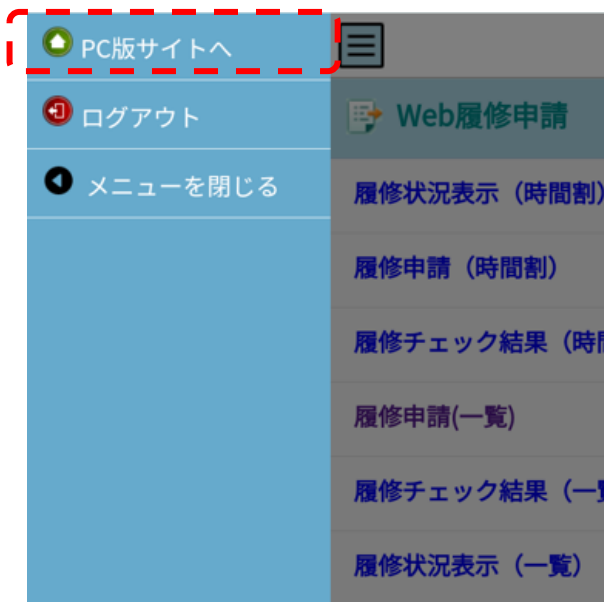 PC版サイトへ
ログアウト
メニューを閉じる
Web履修申請
履修状況表示（時間割）
履修申請（時間割）
履修チェック結果（時
履修申請(一覧)
履修チェック結果（一
履修状況表示（一覧）